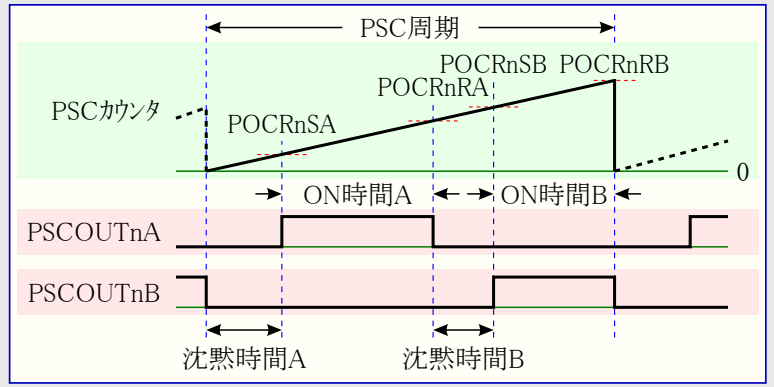 PSC周期
POCRnSB POCRnRB
POCRnRA
PSCカウンタ
POCRnSA
0
ON時間A ON時間B
PSCOUTnA
PSCOUTnB
沈黙時間A 沈黙時間B